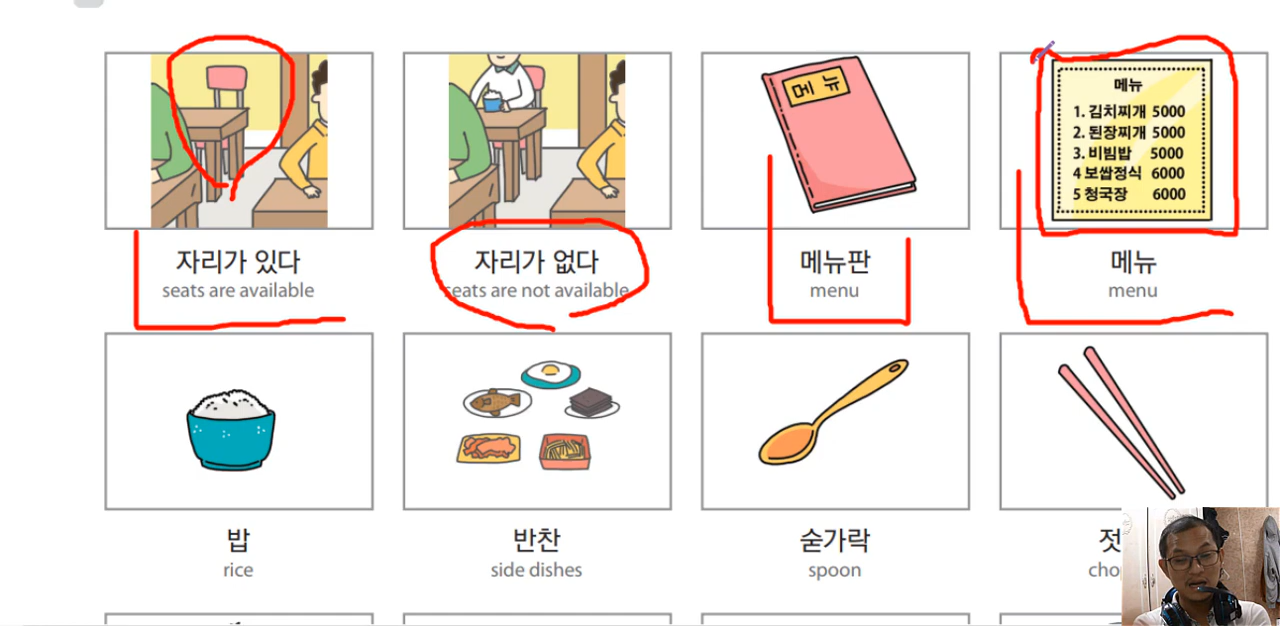 메뉴
메뉴
1. 김치찌개 5000
2. 된장찌개 5000
3. 비빔밥 5000
4 보쌈정식 6000
5 청국장 6000
자리가 있다
seats are available
자리가 없다
seats are not available
메뉴판
menu
메뉴
menu
밥
rice
반찬
side dishes
숟가락
spoon